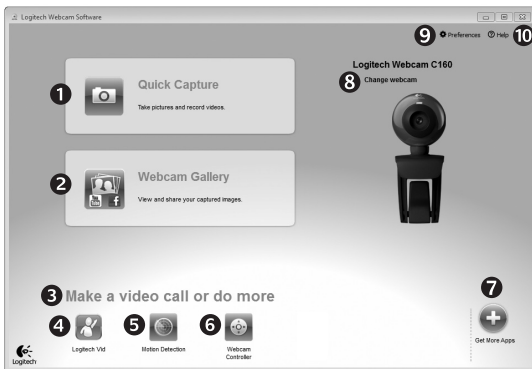 Logitech Webcam Software
9 Preferences Help 10
Logitech Webcam C160
8 Change webcam
1 Quick Capture
Take pictures and record videos.
2 Webcam Gallery
View and share your captured images.
3 Make a video call or do more
4 5 6 7
Logitech Vid
Motion Detection
Webcam
Controller
Get More Apps
Logitech